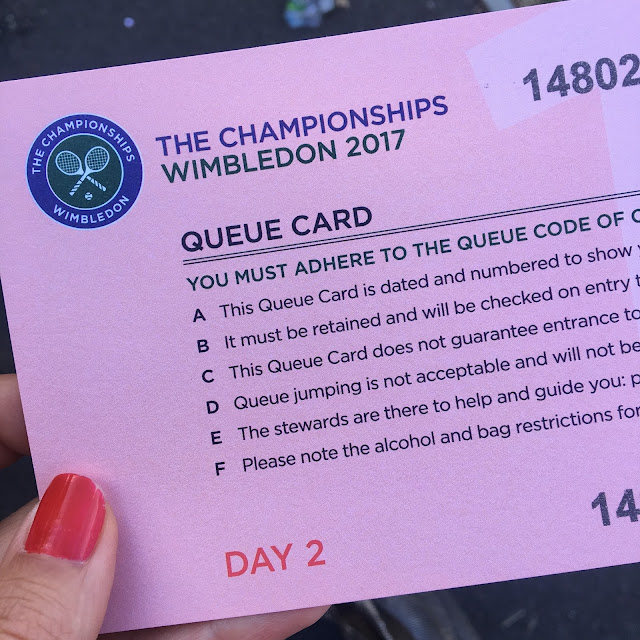 14802
THE CHAMPIONSHIPS
WIMBLEDON
THE CHAMPIONSHIPS
WIMBLEDON 2017
QUEUE CARD
YOU MUST ADHERE TO THE QUEUE CODE OF
A This Queue Card is dated and numbered to show
B It must be retained and will be checked on entry
C This Queue Card does not guarantee entrance to
D Queue jumping is not acceptable and will not be
E The stewards are there to help and guide you:
F Please note the alcohol and bag restrictions for
14
DAY 2